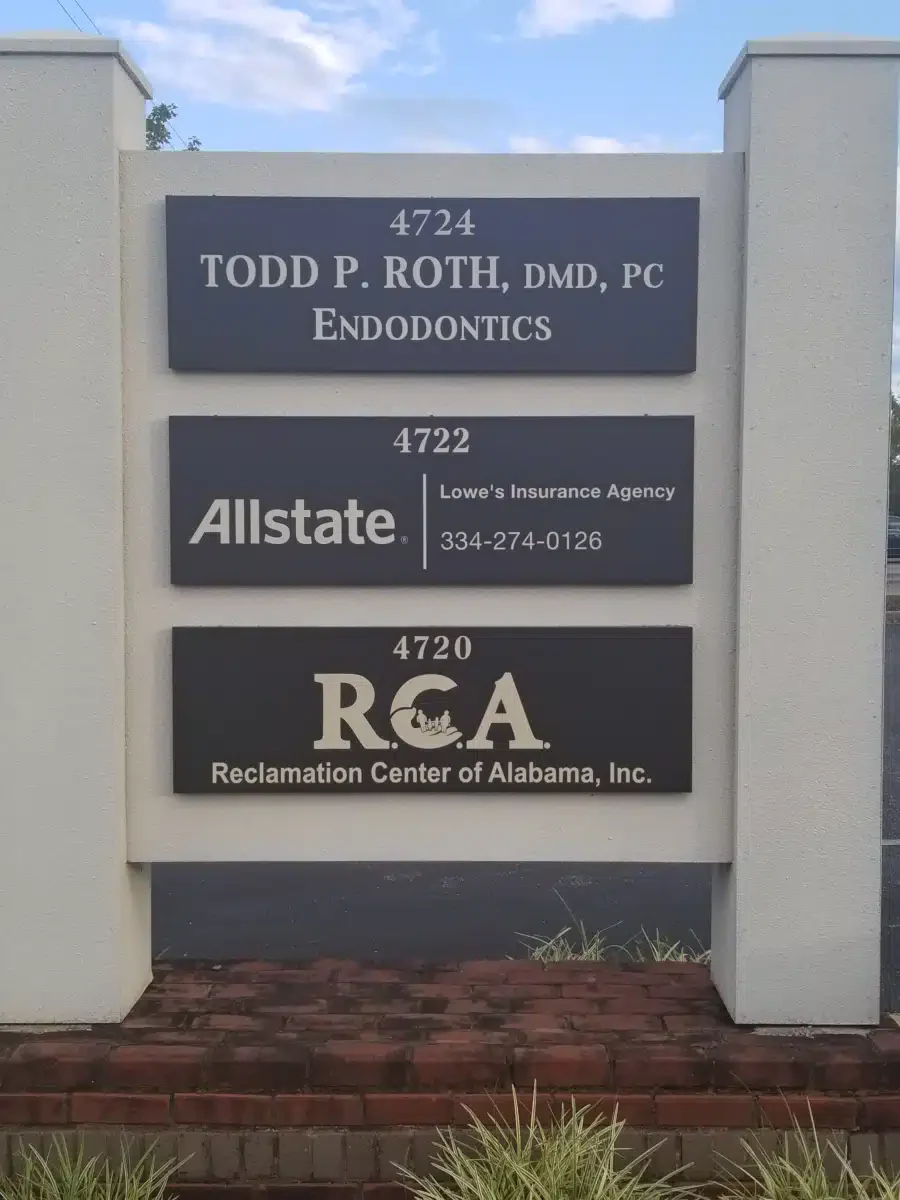 4724
TODD P. ROTH, DMD, PC
ENDODONTICS
4722
Allstate®
Lowe's Insurance Agency
334-274-0126
4720
R.C.A.
Reclamation Center of Alabama, Inc.